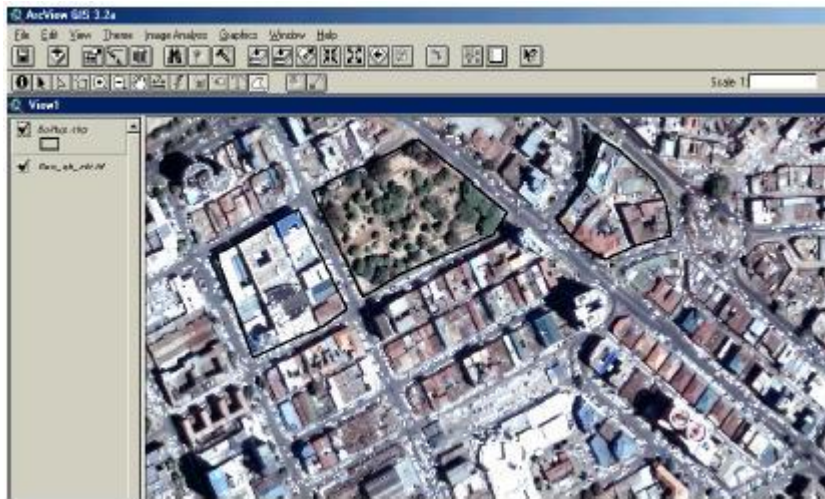 ArcView GIS 3.2a
File Edit View Theme Image Analysis Graphics Window Help
Scale 1:
View1